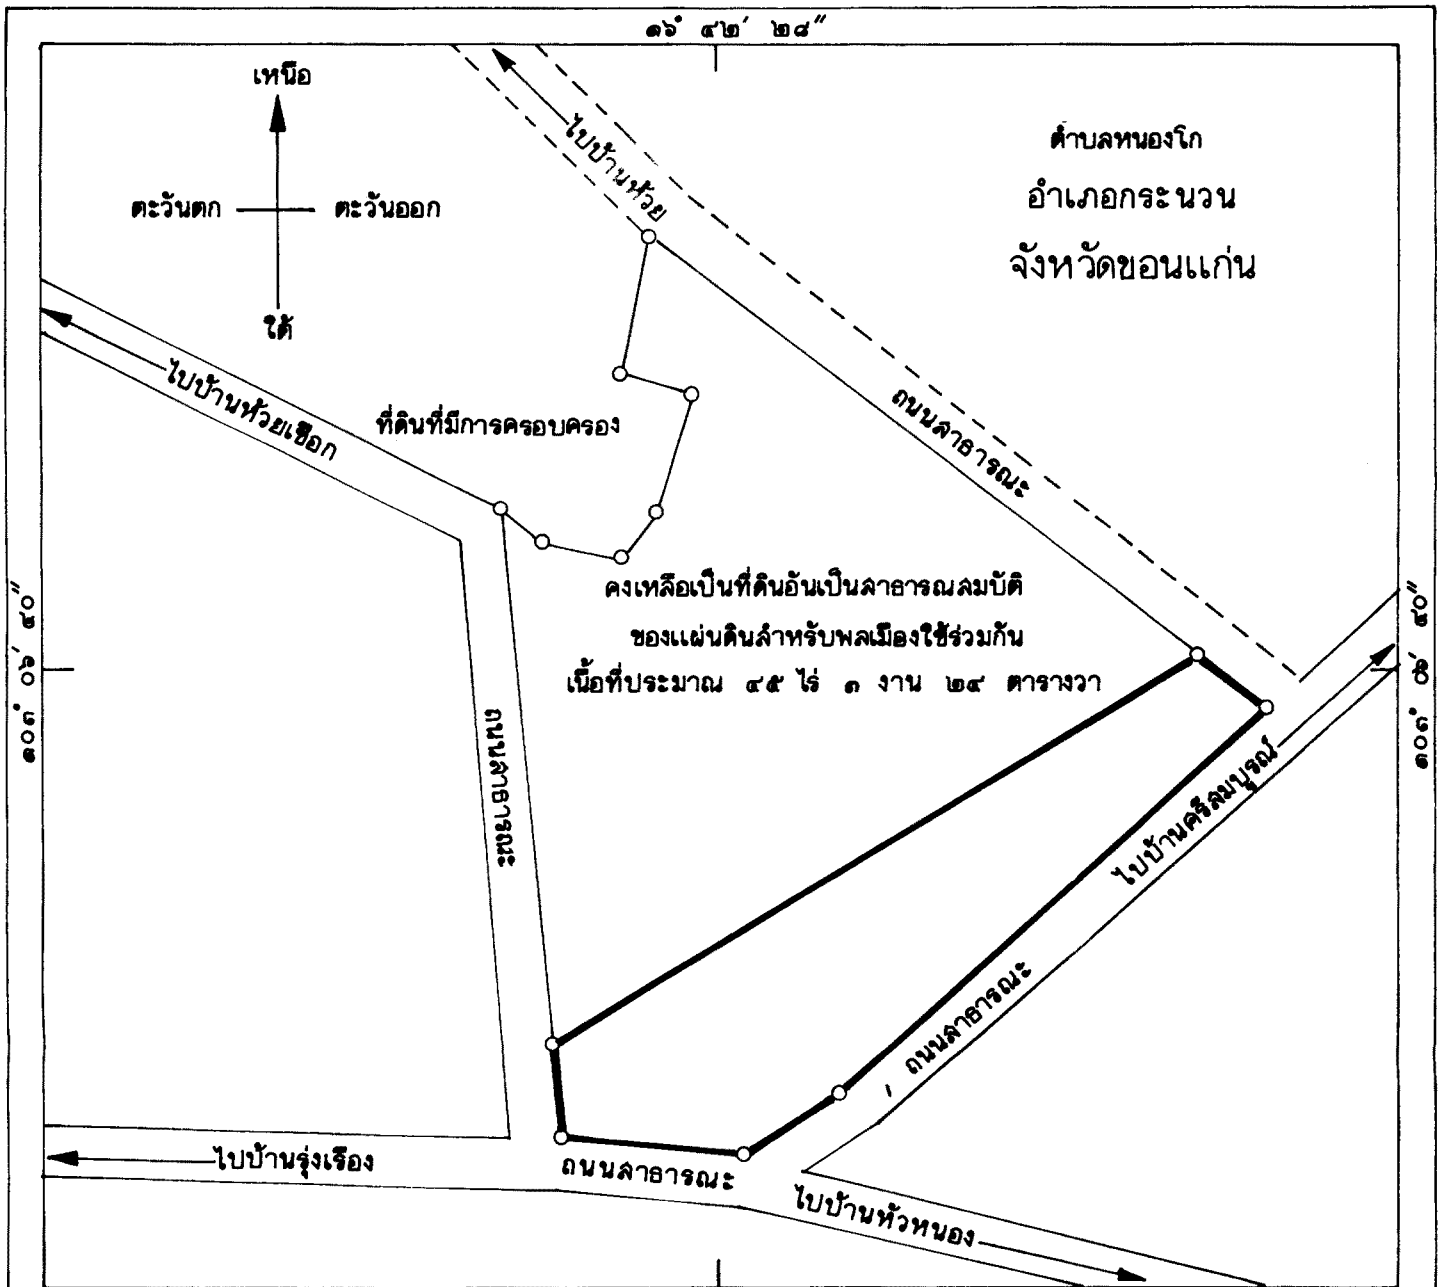 ๑๖° ๔๒′ ๒๘″
เหนือ
ตะวันตก
ตะวันออก
ใต้
ไปบ้านห้วย
ตำบลหนองโก
อำเภอกระนวน
จังหวัดขอนแก่น
ไปบ้านห้วยเชือก
ที่ดินที่มีการครอบครอง
ถนนสาธารณะ
คงเหลือเป็นที่ดินอันเป็นสาธารณสมบัติ
ของแผ่นดินสำหรับพลเมืองใช้ร่วมกัน
เนื้อที่ประมาณ ๔๕ ไร่ ๑ งาน ๒๙ ตารางวา
ถนนสาธารณะ
ไปบ้านศรีสมบูรณ์
ถนนสาธารณะ
ไปบ้านรุ่งเรือง
ถนนสาธารณะ
ไปบ้านหัวหนอง